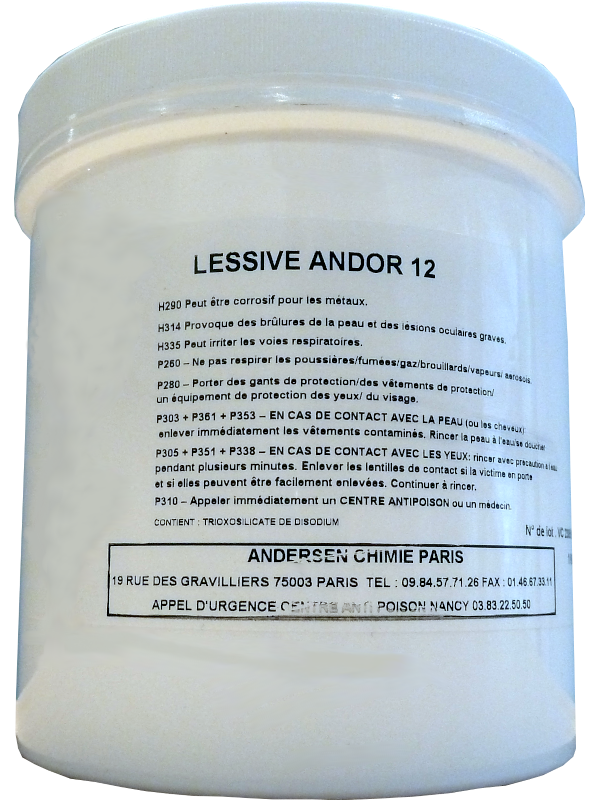 LESSIVE ANDOR 12
H290 Peut être corrosif pour les métaux.
H314 Provoque des brûlures de la peau et des lésions oculaires graves.
H335 Peut irriter les voies respiratoires.
P260 – Ne pas respirer les poussières/fumées/gaz/brouillards/vapeurs/ aerosols.
P280 – Porter des gants de protection/des vêtements de protection/
un équipement de protection des yeux/ du visage.
P303 + P361 + P353 – EN CAS DE CONTACT AVEC LA PEAU (ou les cheveux):
enlever immédiatement les vêtements contaminés. Rincer la peau à l'eau/se doucher
P305 + P351 + P338 – EN CAS DE CONTACT AVEC LES YEUX: rincer avec precaution à l'eau
pendant plusieurs minutes. Enlever les lentilles de contact si la victime en porte
et si elles peuvent être facilement enlevées. Continuer à rincer.
P310 – Appeler immédiatement un CENTRE ANTIPOISON ou un médecin.
CONTIENT : TRIOXOSILICATE DE DISODIUM
N° de lot . VC
ANDERSEN CHIMIE PARIS
19 RUE DES GRAVILLIERS 75003 PARIS TEL : 09.84.57.71.26 FAX : 01.46.67.33.11
APPEL D'URGENCE CENTRE ANTI POISON NANCY 03.83.22.50.50